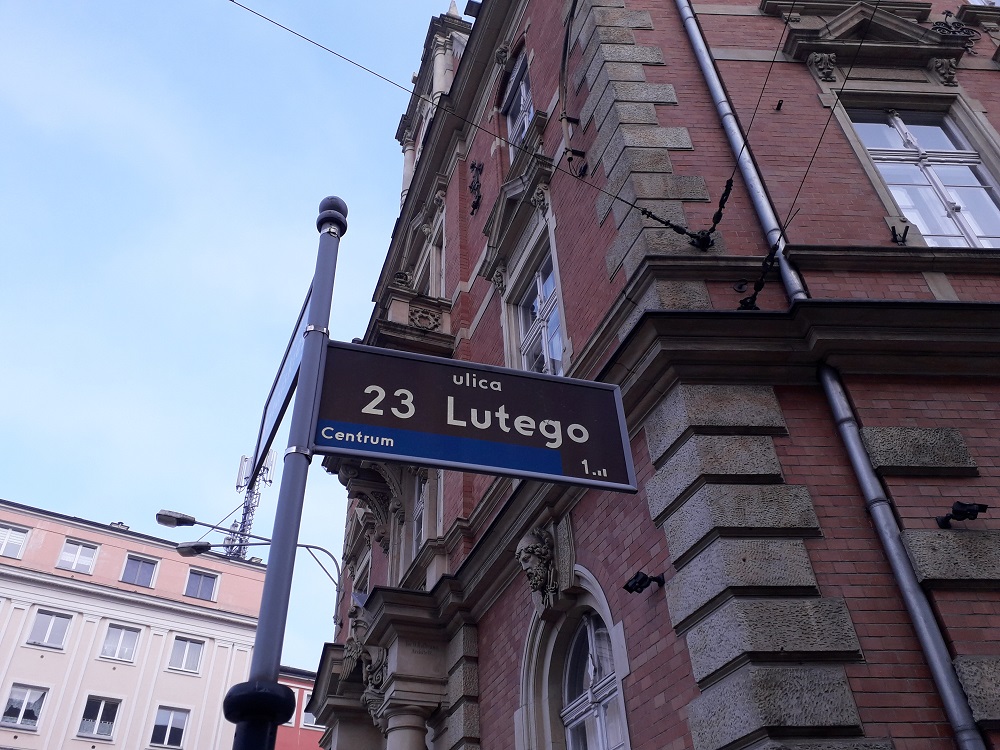 ulica
23 Lutego
Centrum
1...